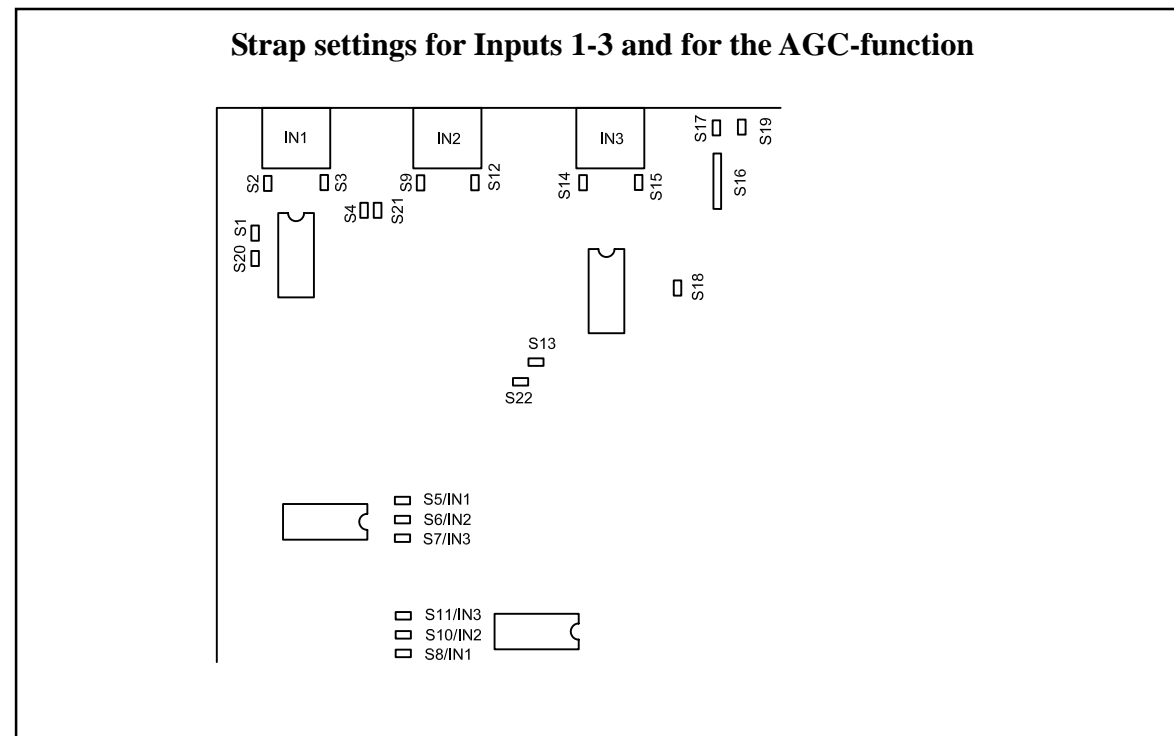 Strap settings for Inputs 1-3 and for the AGC-function
IN1
IN2
IN3
S17
S19
S2
S3
S9
S12
S14
S15
S16
S4
S21
S1
S20
S18
S13
S22
S5/IN1
S6/IN2
S7/IN3
S11/IN3
S10/IN2
S8/IN1